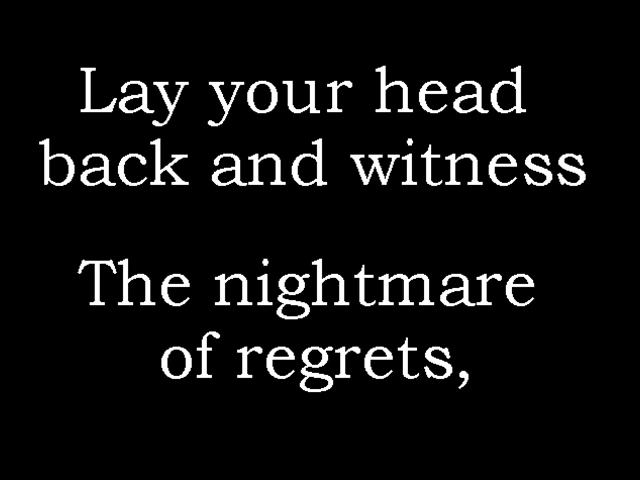 Lay your head
back and witness
The nightmare
of regrets,